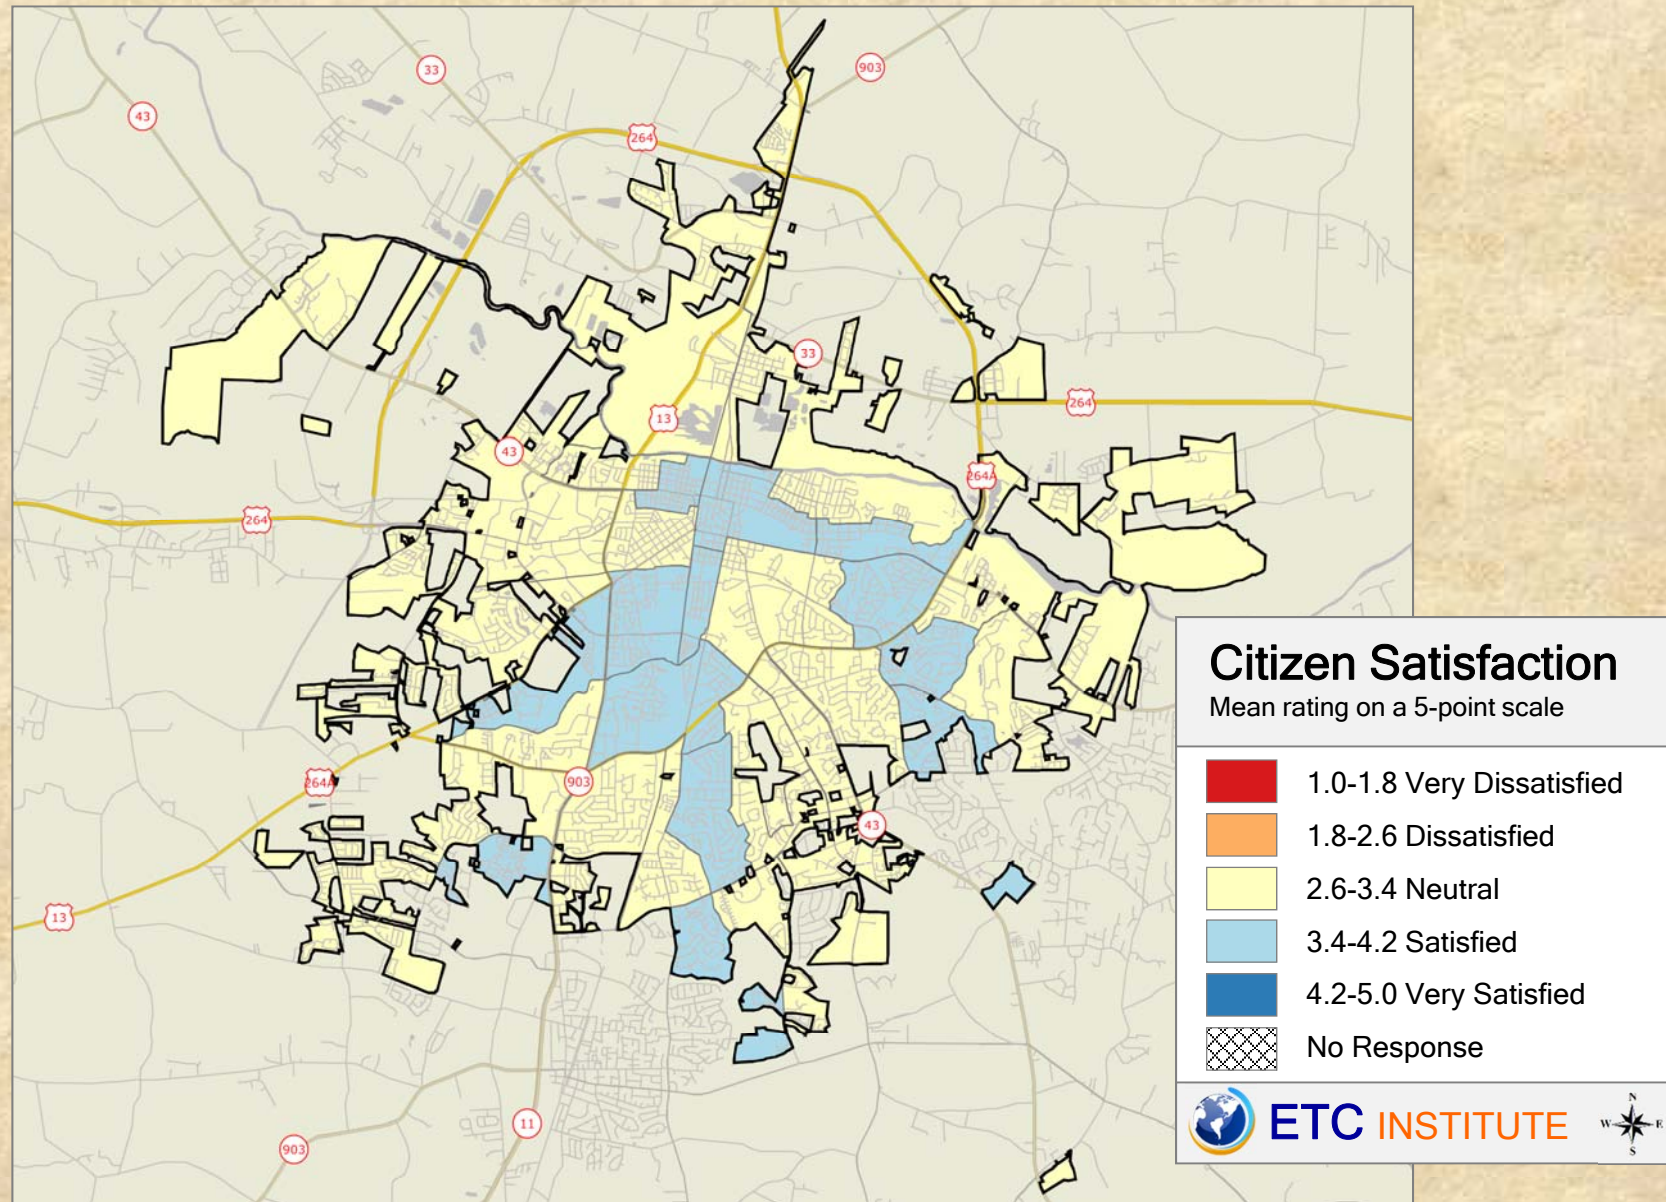 903
33
43
264
33
264
13
43
264A
264
903
264A
43
13
11
903
Citizen Satisfaction
Mean rating on a 5-point scale
1.0-1.8 Very Dissatisfied
1.8-2.6 Dissatisfied
2.6-3.4 Neutral
3.4-4.2 Satisfied
4.2-5.0 Very Satisfied
No Response
ETC INSTITUTE
N
W E
S